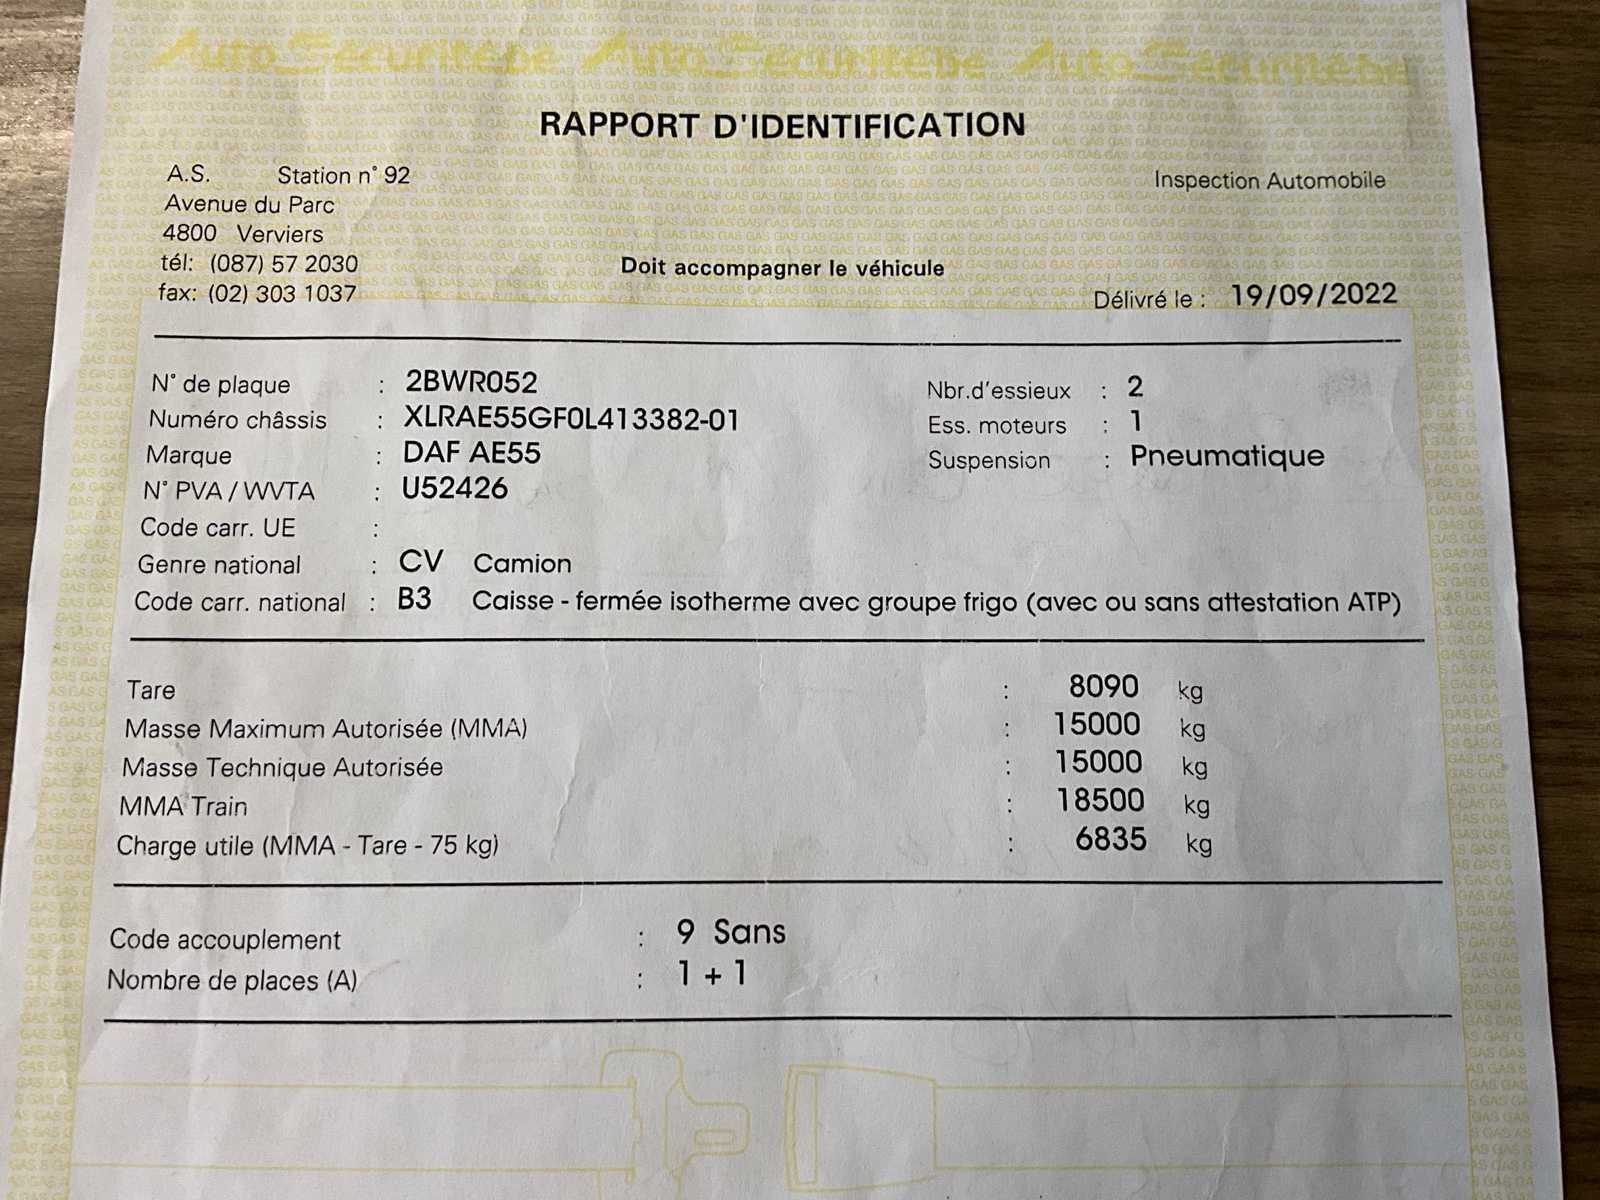 AutoSécuritébe AutoSécuritébe AutoSécuritébe
RAPPORT D'IDENTIFICATION
A.S. Station n° 92
Inspection Automobile
Avenue du Parc
4800 Verviers
tél: (087) 57 2030
Doit accompagner le véhicule
fax: (02) 303 1037
Délivré le : 19/09/2022
N° de plaque : 2BWR052
Nbr.d'essieux : 2
Numéro châssis : XLRAE55GF0L413382-01
Ess. moteurs : 1
Marque : DAF AE55
Suspension : Pneumatique
N° PVA / WVTA : U52426
Code carr. UE :
Genre national : CV Camion
Code carr. national : B3 Caisse - fermée isotherme avec groupe frigo (avec ou sans attestation ATP)
Tare : 8090 kg
Masse Maximum Autorisée (MMA) : 15000 kg
Masse Technique Autorisée : 15000 kg
MMA Train : 18500 kg
Charge utile (MMA - Tare - 75 kg) : 6835 kg
Code accouplement : 9 Sans
Nombre de places (A) : 1 + 1